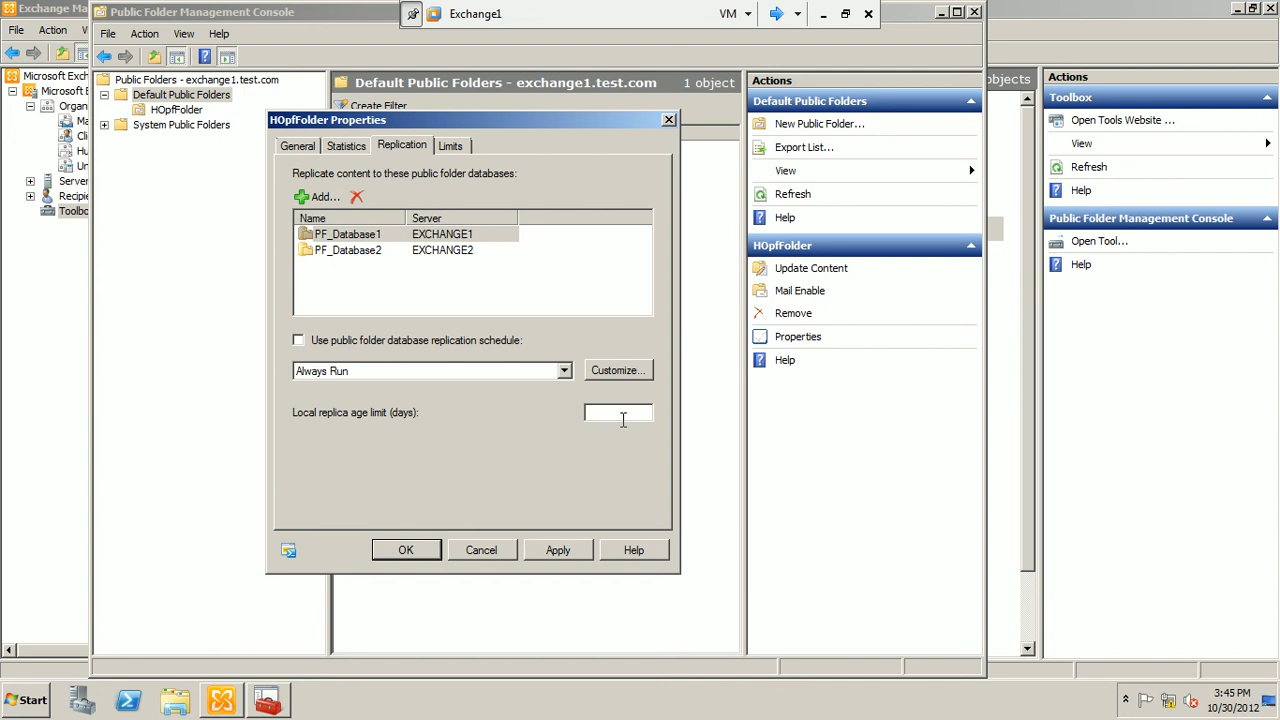 Exchange Ma
Public Folder Management Console
Exchange1
VM
File
Action
File
Action
View
Help
Microsoft Exc
Microsoft E
Organ
Ma
Clie
Hu
Un
Server
Recipie
Toolbo
Public Folders - exchange1.test.com
Default Public Folders
HOpfFolder
System Public Folders
Default Public Folders - exchange1.test.com
1 object
Create Filter
HOpfFolder Properties
General
Statistics
Replication
Limits
Replicate content to these public folder databases:
Add...
Name
Server
PF_Database1
EXCHANGE1
PF_Database2
EXCHANGE2
Use public folder database replication schedule:
Always Run
Customize...
Local replica age limit (days):
OK
Cancel
Apply
Help
Actions
Default Public Folders
New Public Folder...
Export List...
View
Refresh
Help
HOpfFolder
Update Content
Mail Enable
Remove
Properties
Help
objects
Actions
Toolbox
Open Tools Website ...
View
Refresh
Help
Public Folder Management Console
Open Tool...
Help
Start
3:45 PM
10/30/2012